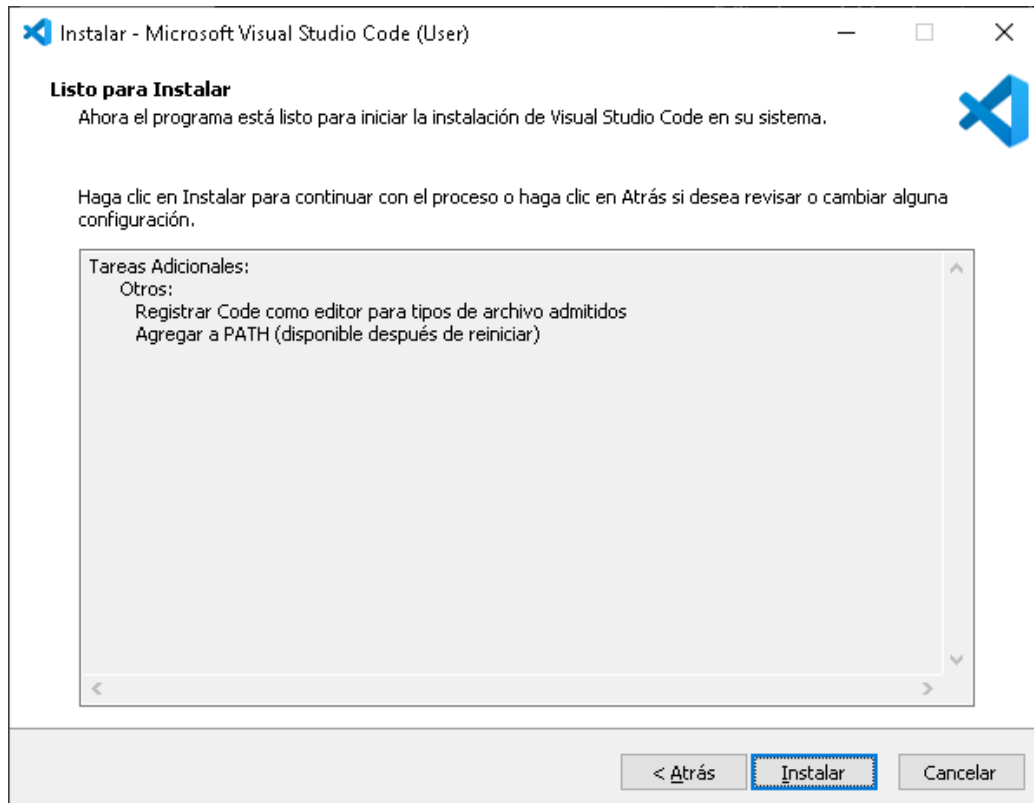 Instalar - Microsoft Visual Studio Code (User)
Listo para Instalar
Ahora el programa está listo para iniciar la instalación de Visual Studio Code en su sistema.
Haga clic en Instalar para continuar con el proceso o haga clic en Atrás si desea revisar o cambiar alguna
configuración.
Tareas Adicionales:
Otros:
Registrar Code como editor para tipos de archivo admitidos
Agregar a PATH (disponible después de reiniciar)
< Atrás
Instalar
Cancelar